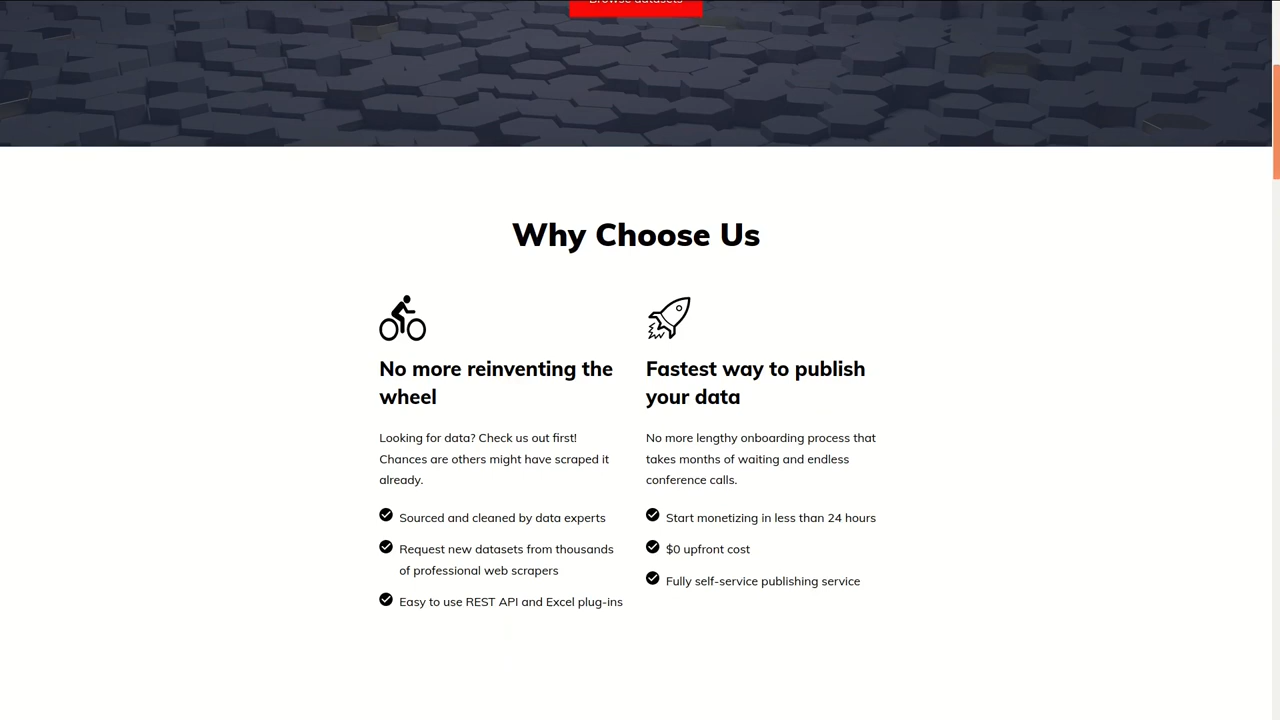 Browse datasets
Why Choose Us
No more reinventing the
wheel
Looking for data? Check us out first!
Chances are others might have scraped it
already.
Sourced and cleaned by data experts
Request new datasets from thousands
of professional web scrapers
Easy to use REST API and Excel plug-ins
Fastest way to publish
your data
No more lengthy onboarding process that
takes months of waiting and endless
conference calls.
Start monetizing in less than 24 hours
$0 upfront cost
Fully self-service publishing service